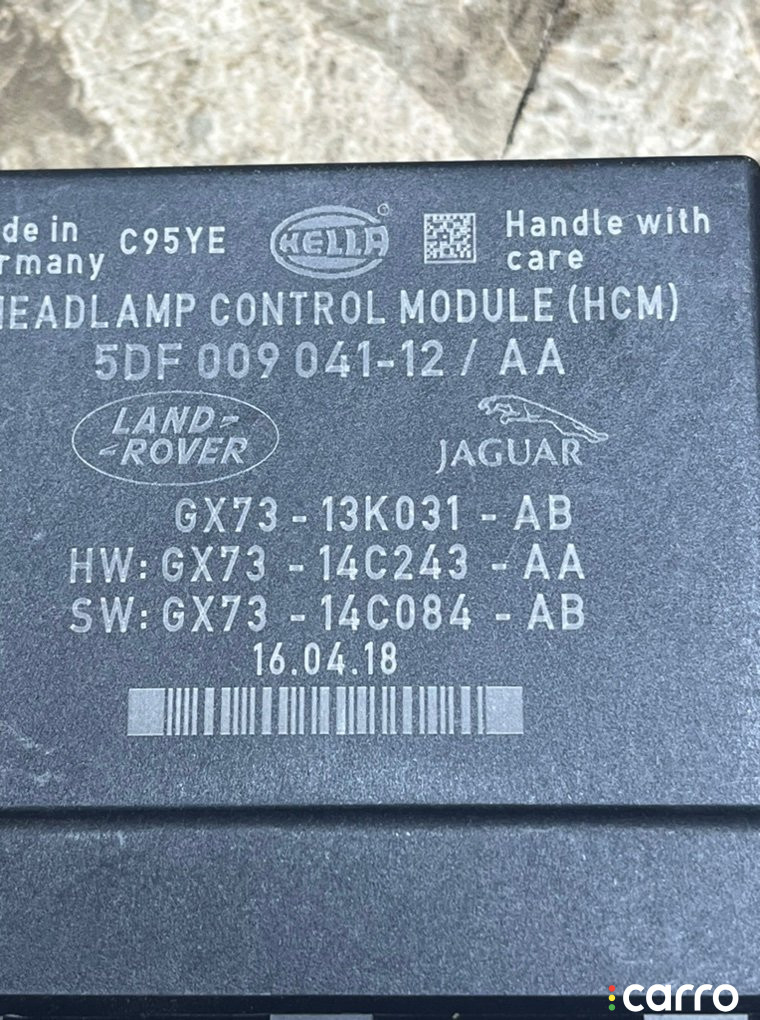 de in
rmany
C95YE
HELLA
®
Handle with
care
HEADLAMP CONTROL MODULE (HCM)
5DF 009 041-12 / AA
LAND-
-ROVER
JAGUAR
GX73 - 13K031 - AB
HW: GX73 - 14C243 - AA
SW: GX73 - 14C084 - AB
16.04.18
carro